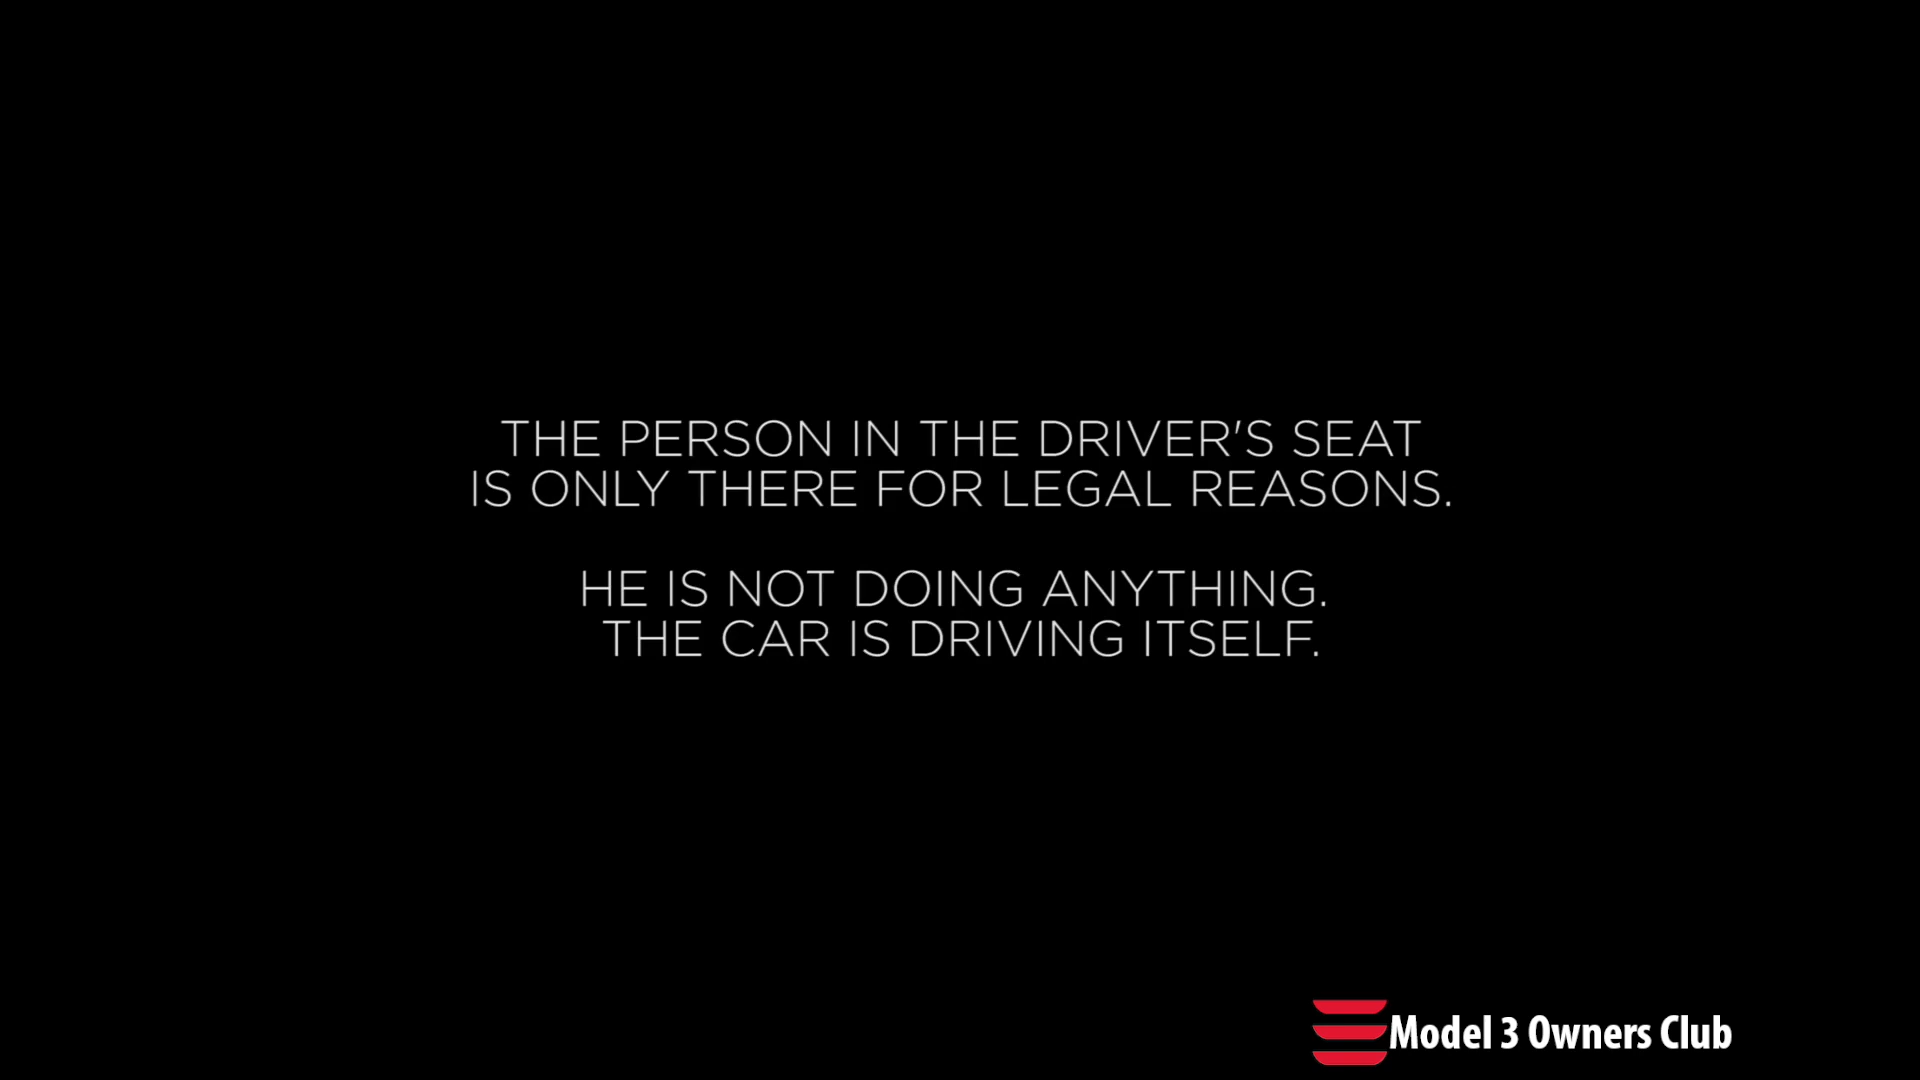 THE PERSON IN THE DRIVER'S SEAT
IS ONLY THERE FOR LEGAL REASONS.
HE IS NOT DOING ANYTHING.
THE CAR IS DRIVING ITSELF.
Model 3 Owners Club